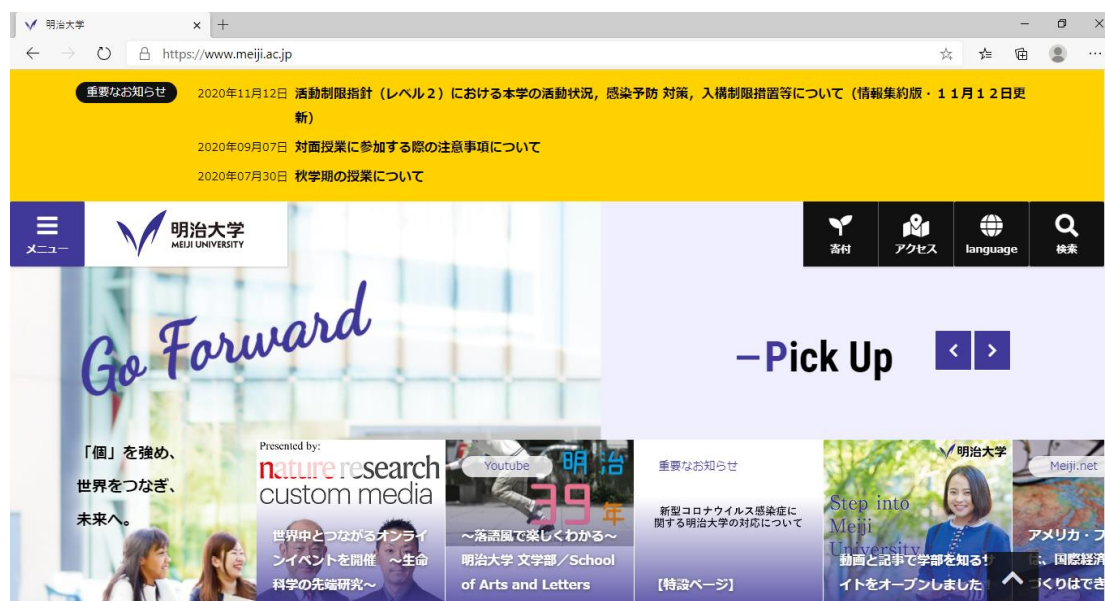 明治大学
https://www.meiji.ac.jp
重要なお知らせ
2020年11月12日 活動制限指針（レベル２）における本学の活動状況，感染予防 対策，入構制限措置等について（情報集約版・１１月１２日更
新）
2020年09月07日 対面授業に参加する際の注意事項について
2020年07月30日 秋学期の授業について
メニュー
明治大学
MEIJI UNIVERSITY
寄付
アクセス
language
検索
Go Forward
–Pick Up
「個」を強め、
世界をつなぎ、
未来へ。
Presented by:
nature research
custom media
世界中とつながるオンライ
ンイベントを開催 ～生命
科学の先端研究～
Youtube
明治
39年
～落語風で楽しくわかる～
明治大学 文学部／School
of Arts and Letters
重要なお知らせ
新型コロナウイルス感染症に
関する明治大学の対応について
【特設ページ】
明治大学
Step into
Meiji
University
動画と記事で学部を知るサ
イトをオープンしました
Meiji.net
アメリカ・フ
は、国際経済
づくりはでき